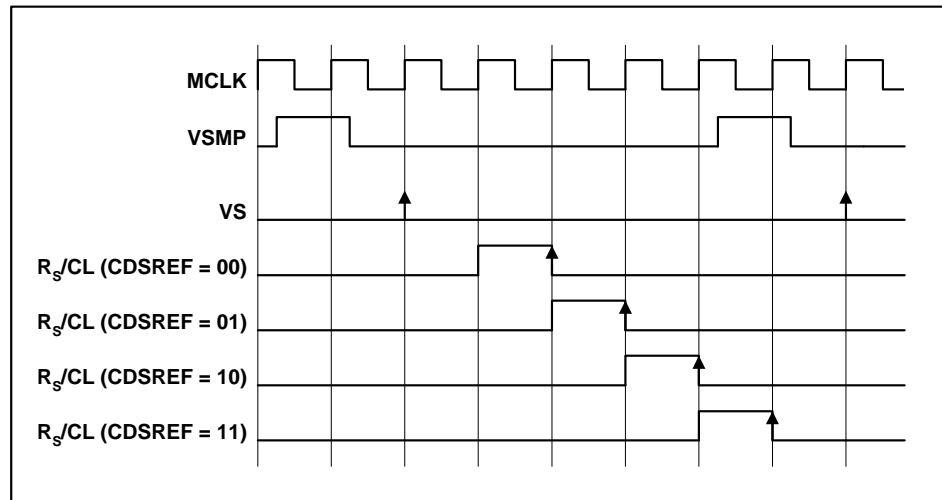 MCLK
VSMP
VS
RS/CL (CDSREF = 00)
RS/CL (CDSREF = 01)
RS/CL (CDSREF = 10)
RS/CL (CDSREF = 11)